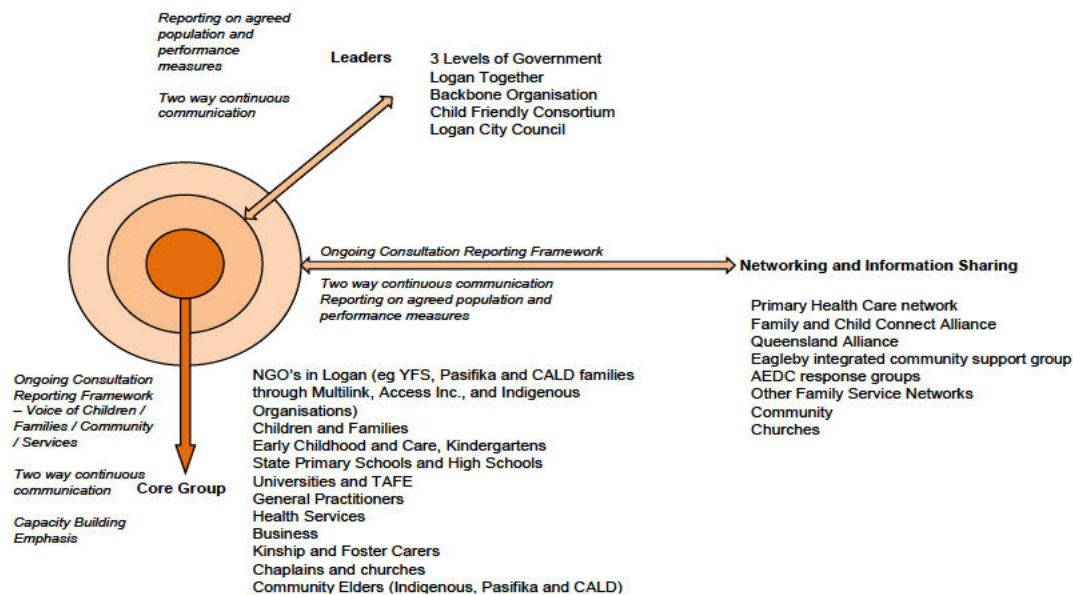 Reporting on agreed
population and
performance
measures
Two way continuous
communication
Leaders
3 Levels of Government
Logan Together
Backbone Organisation
Child Friendly Consortium
Logan City Council
Ongoing Consultation Reporting Framework
Two way continuous communication
Reporting on agreed population and
performance measures
Networking and Information Sharing
Primary Health Care network
Family and Child Connect Alliance
Queensland Alliance
Eagleby integrated community support group
AEDC response groups
Other Family Service Networks
Community
Churches
Ongoing Consultation
Reporting Framework
– Voice of Children /
Families / Community
/ Services
Two way continuous
communication
Capacity Building
Emphasis
Core Group
NGO's in Logan (eg YFS, Pasifika and CALD families
through Multilink, Access Inc., and Indigenous
Organisations)
Children and Families
Early Childhood and Care, Kindergartens
State Primary Schools and High Schools
Universities and TAFE
General Practitioners
Health Services
Business
Kinship and Foster Carers
Chaplains and churches
Community Elders (Indigenous, Pasifika and CALD)